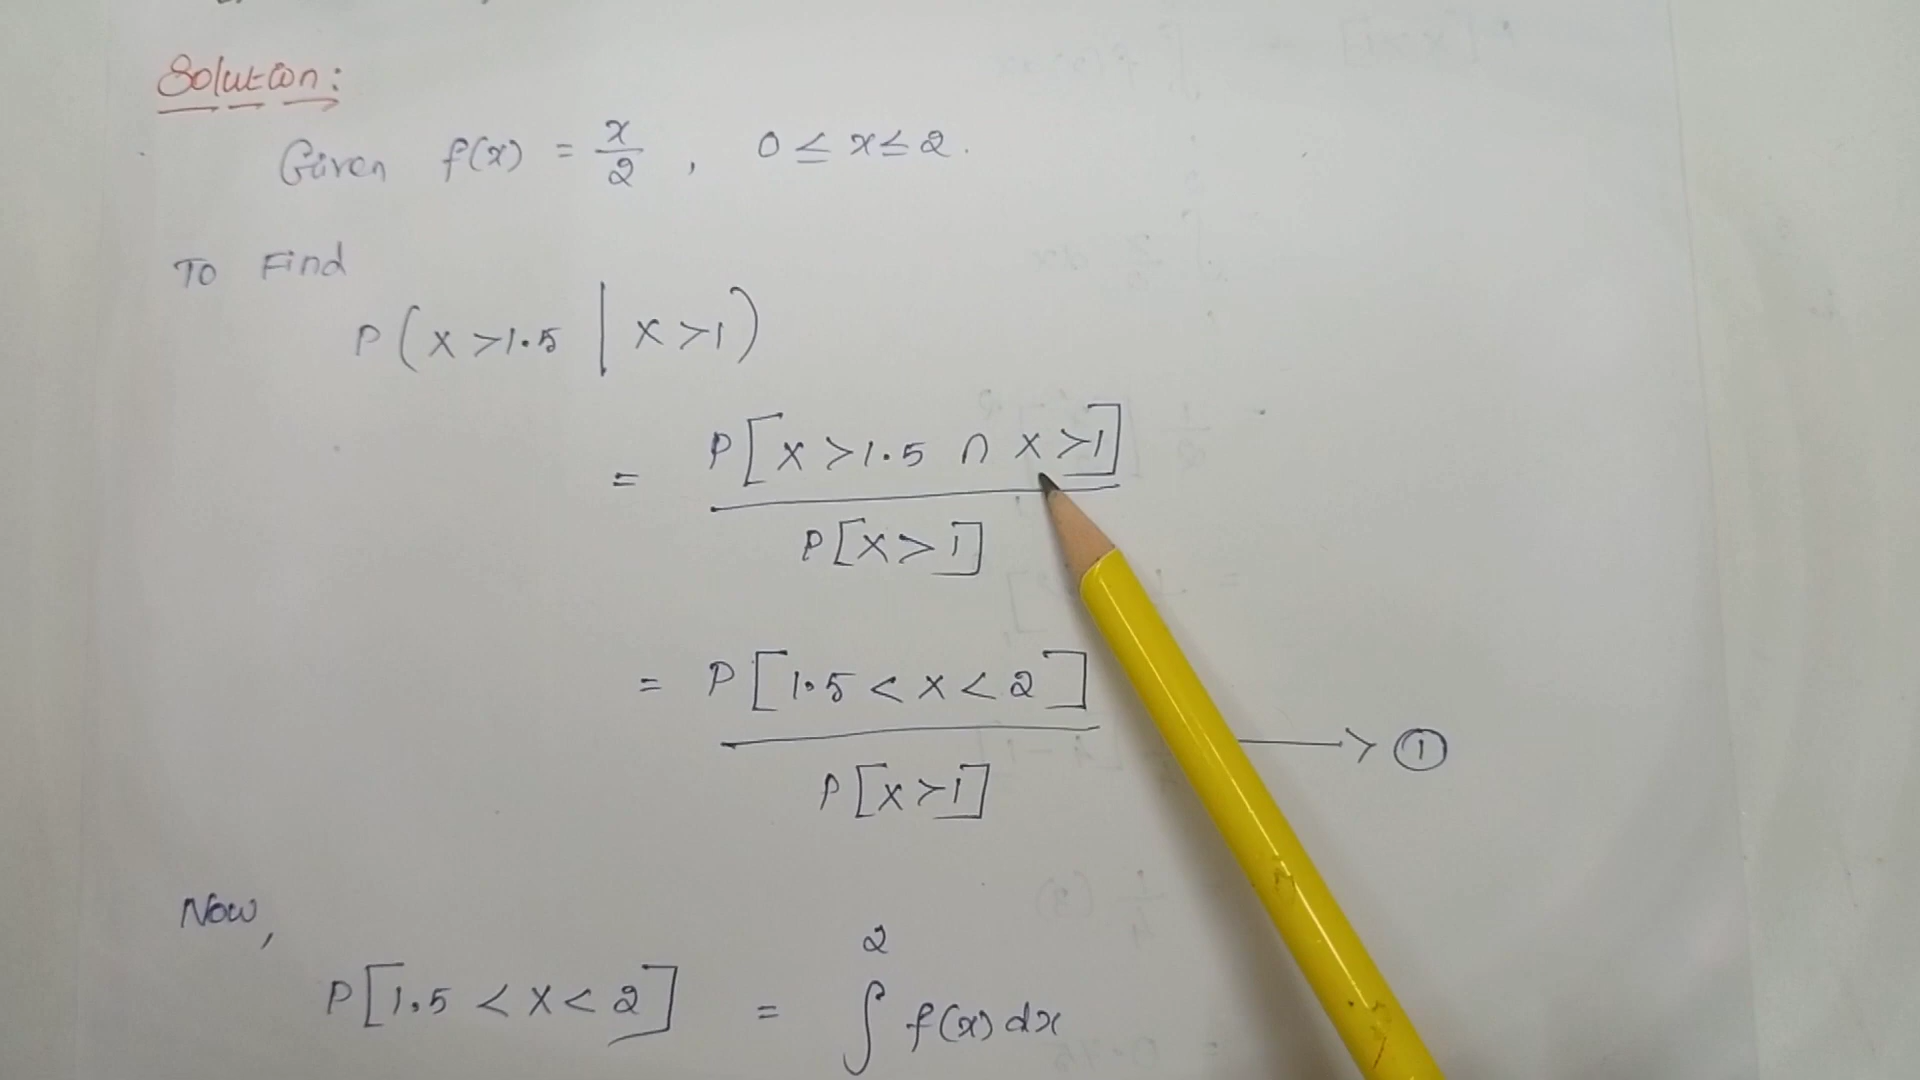 Solution:
Given f(x) = x/2 , 0 ≤ x ≤ 2.
To Find
P(X >1.5 | X >1)
= P[X >1.5 ∩ X >1] / P[X >1]
= P[1.5 < X < 2] / P[X >1] → ①
Now,
P[1.5 < X < 2] = ∫² f(x) dx